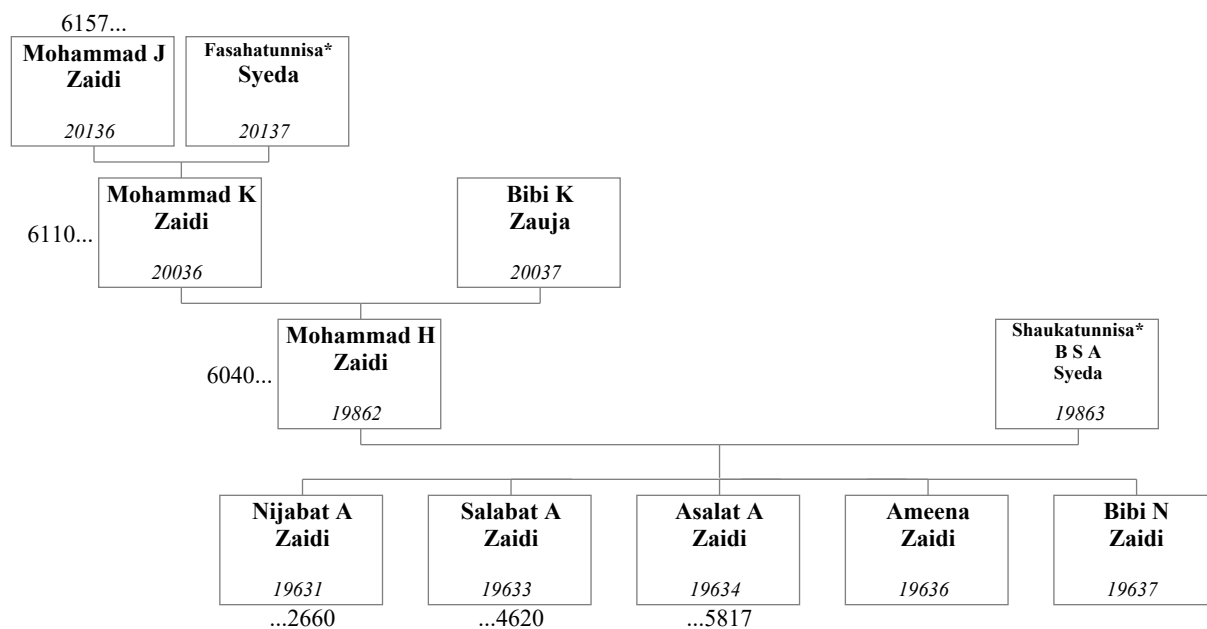 6157...
Mohammad J
Zaidi
20136
Fasahatunnisa*
Syeda
20137
6110...
Mohammad K
Zaidi
20036
Bibi K
Zauja
20037
6040...
Mohammad H
Zaidi
19862
Shaukatunnisa*
B S A
Syeda
19863
Nijabat A
Zaidi
19631
...2660
Salabat A
Zaidi
19633
...4620
Asalat A
Zaidi
19634
...5817
Ameena
Zaidi
19636
Bibi N
Zaidi
19637